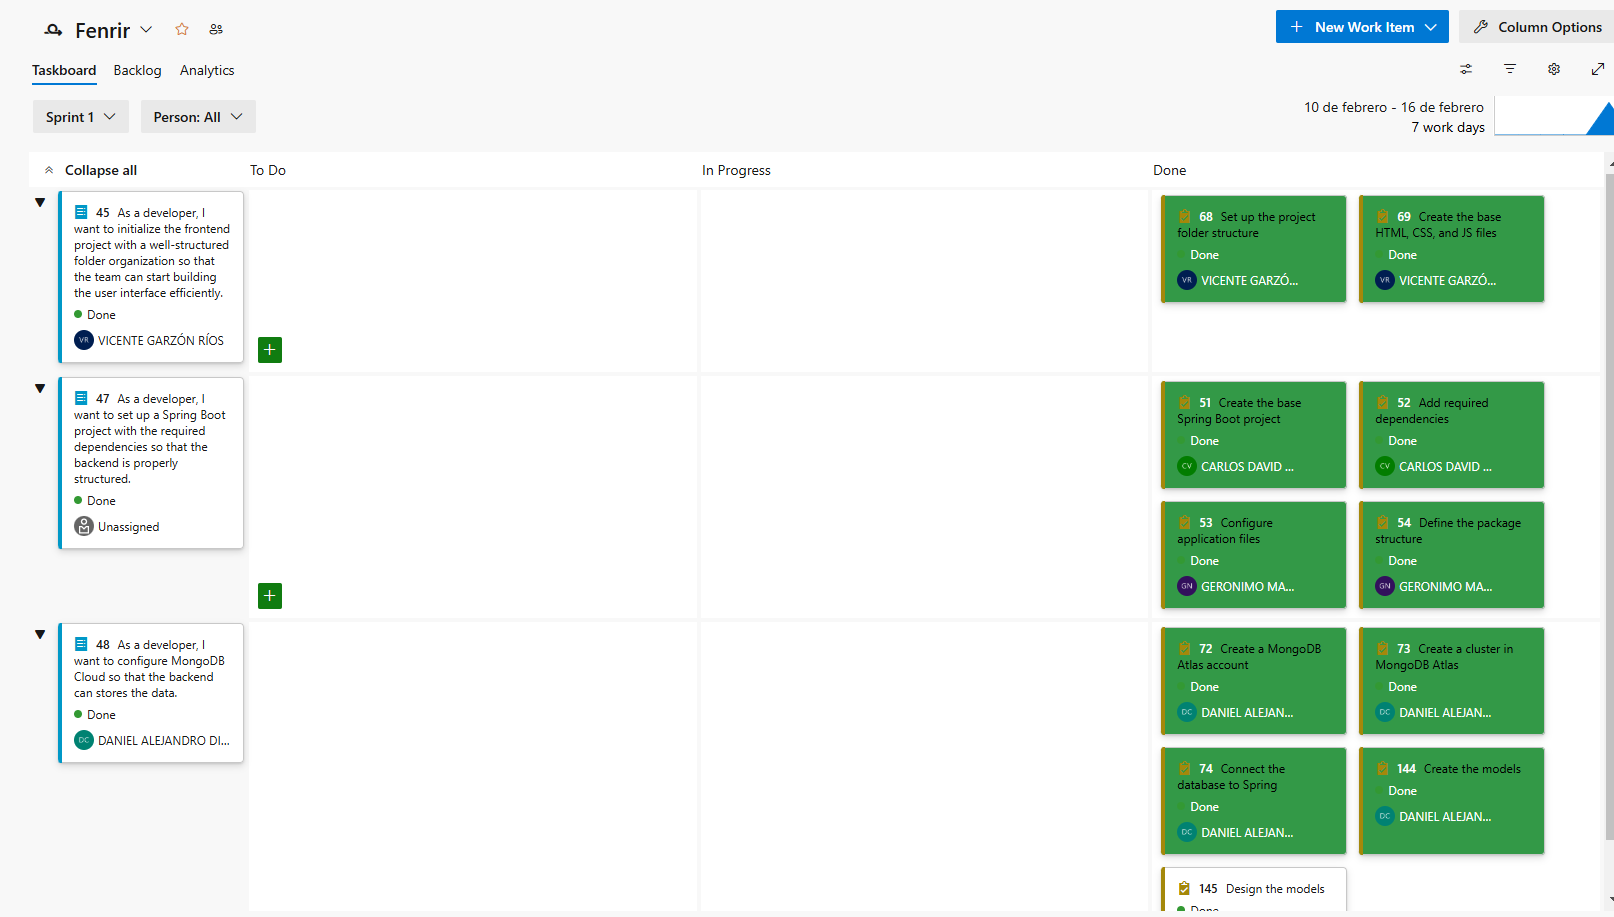 Fenrir
New Work Item
Column Options
Taskboard
Backlog
Analytics
Sprint 1
Person: All
10 de febrero - 16 de febrero
7 work days
Collapse all
To Do
In Progress
Done
45 As a developer, I
want to initialize the frontend
project with a well-structured
folder organization so that
the team can start building
the user interface efficiently.
Done
VR VICENTE GARZÓN RÍOS
68 Set up the project
folder structure
Done
VR VICENTE GARZÓ...
69 Create the base
HTML, CSS, and JS files
Done
VR VICENTE GARZÓ...
47 As a developer, I
want to set up a Spring Boot
project with the required
dependencies so that the
backend is properly
structured.
Done
Unassigned
51 Create the base
Spring Boot project
Done
CV CARLOS DAVID ...
52 Add required
dependencies
Done
CV CARLOS DAVID ...
53 Configure
application files
Done
GN GERONIMO MA...
54 Define the package
structure
Done
GN GERONIMO MA...
48 As a developer, I
want to configure MongoDB
Cloud so that the backend
can stores the data.
Done
DC DANIEL ALEJANDRO DI...
72 Create a MongoDB
Atlas account
Done
DC DANIEL ALEJAN...
73 Create a cluster in
MongoDB Atlas
Done
DC DANIEL ALEJAN...
74 Connect the
database to Spring
Done
DC DANIEL ALEJAN...
144 Create the models
Done
DC DANIEL ALEJAN...
145 Design the models
Done